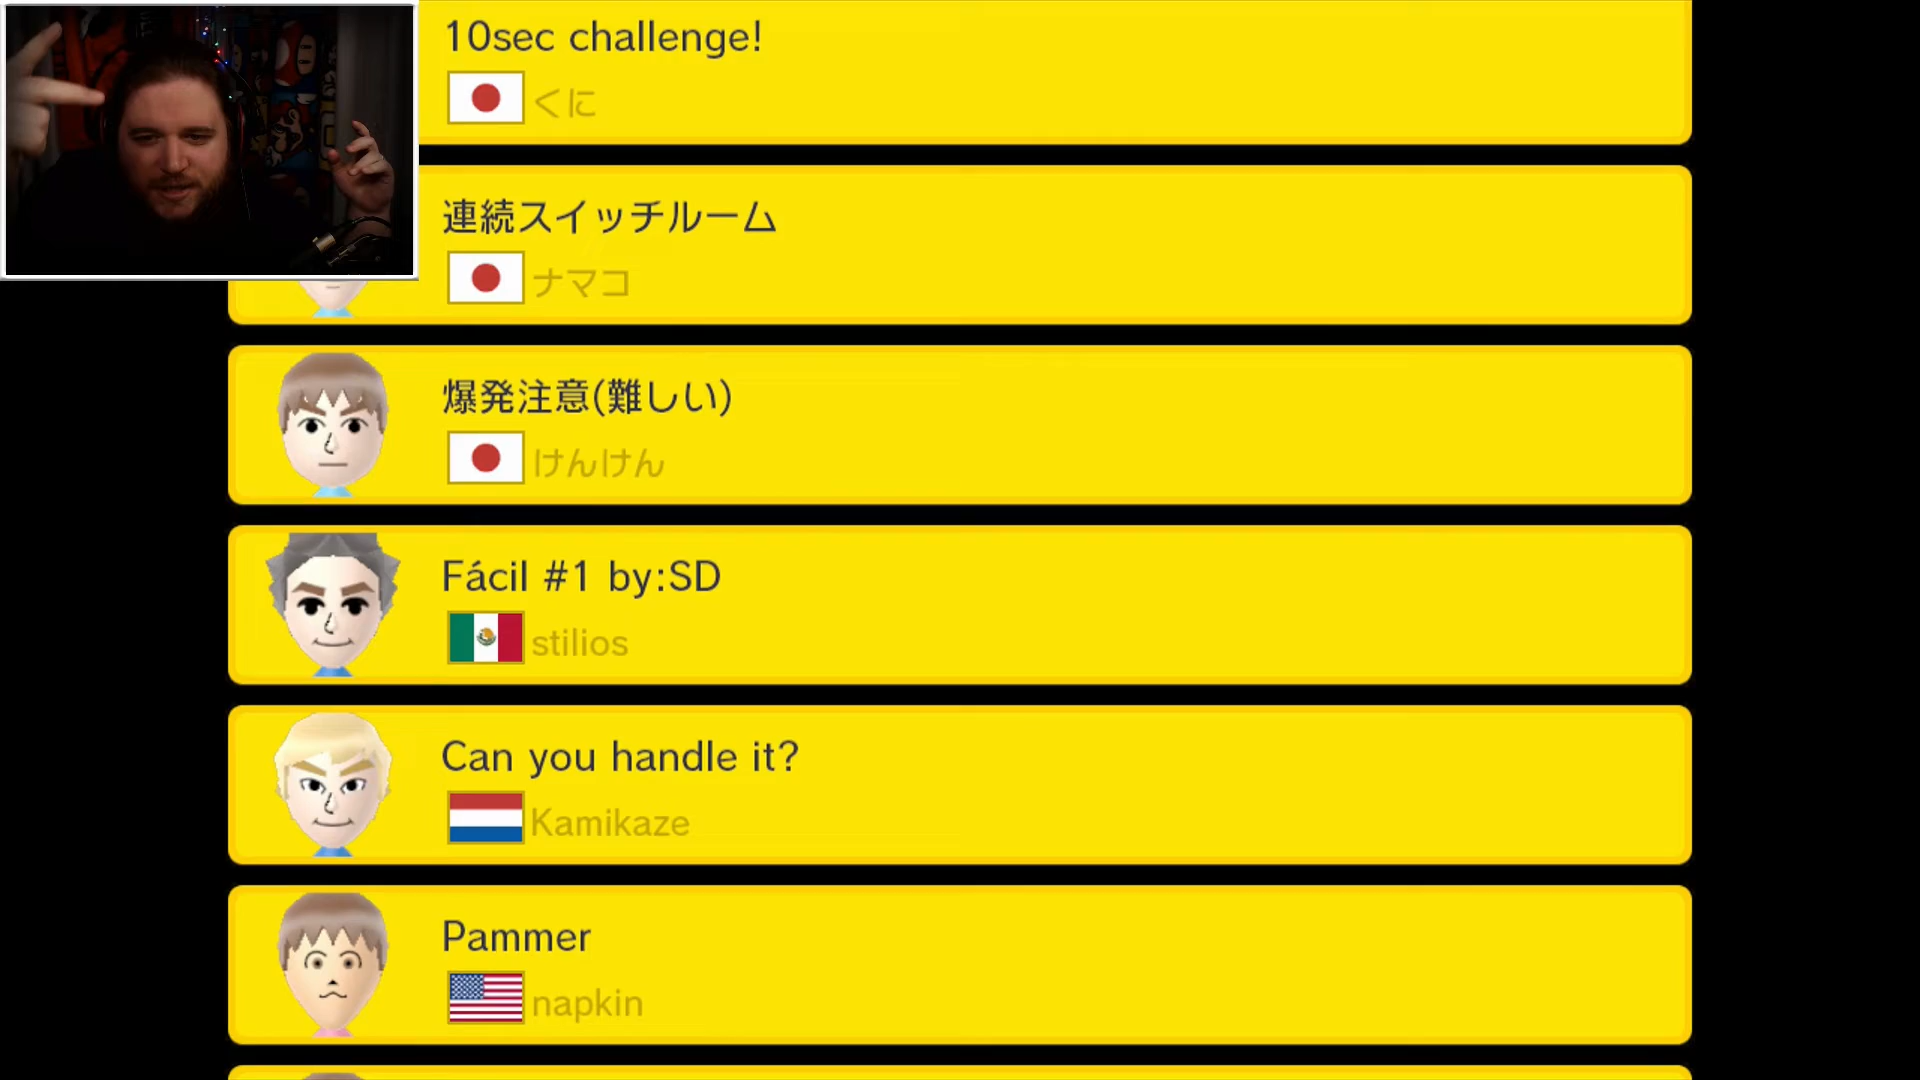 10sec challenge!
くに
連続スイッチルーム
ナマコ
爆発注意(難しい)
けんけん
Fácil #1 by:SD
stilios
Can you handle it?
Kamikaze
Pammer
napkin